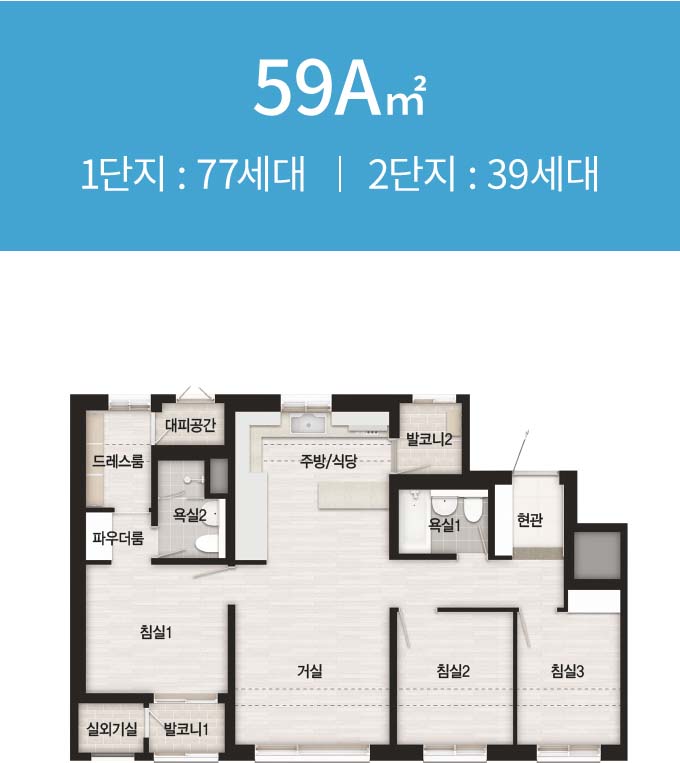 59A㎡
1단지 : 77세대 | 2단지 : 39세대
대피공간
드레스룸
주방/식당
발코니2
욕실2
욕실1
현관
파우더룸
침실1
거실
침실2
침실3
실외기실
발코니1